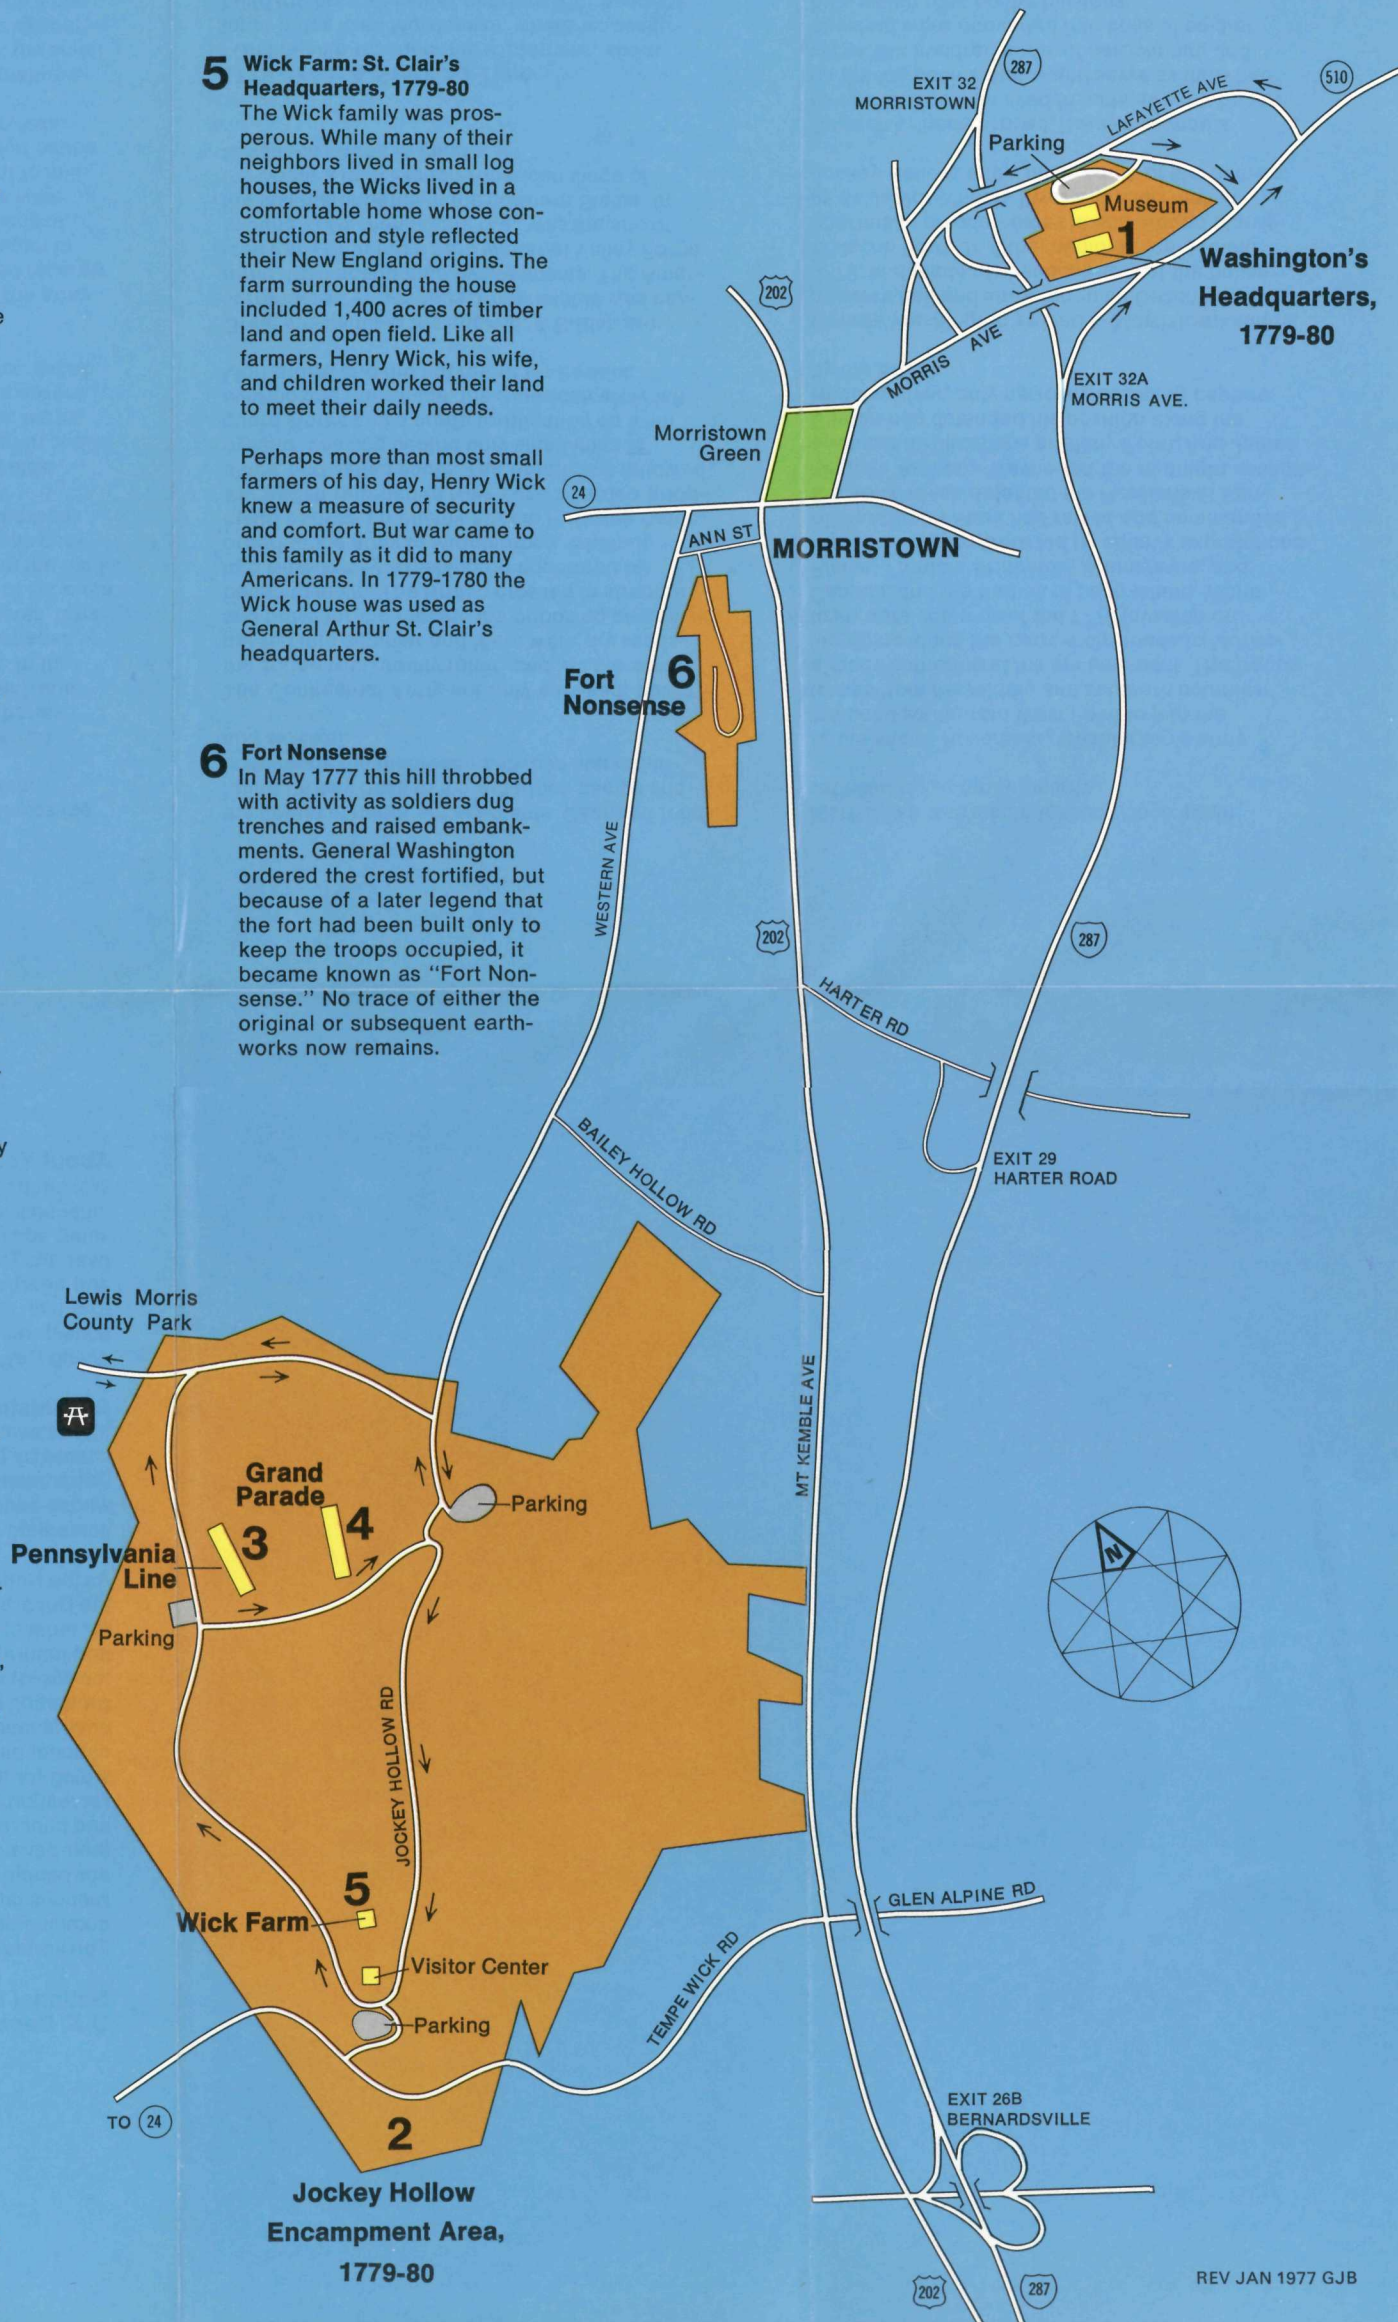 5 Wick Farm: St. Clair's
Headquarters, 1779-80
The Wick family was pros-
perous. While many of their
neighbors lived in small log
houses, the Wicks lived in a
comfortable home whose con-
struction and style reflected
their New England origins. The
farm surrounding the house
included 1,400 acres of timber
land and open field. Like all
farmers, Henry Wick, his wife,
and children worked their land
to meet their daily needs.
Perhaps more than most small
farmers of his day, Henry Wick
knew a measure of security
and comfort. But war came to
this family as it did to many
Americans. In 1779-1780 the
Wick house was used as
General Arthur St. Clair's
headquarters.
6 Fort Nonsense
In May 1777 this hill throbbed
with activity as soldiers dug
trenches and raised embank-
ments. General Washington
ordered the crest fortified, but
because of a later legend that
the fort had been built only to
keep the troops occupied, it
became known as "Fort Non-
sense." No trace of either the
original or subsequent earth-
works now remains.
287
EXIT 32
MORRISTOWN
510
LAFAYETTE AVE
Parking
Museum
1
Washington's
Headquarters,
1779-80
202
MORRIS AVE
EXIT 32A
MORRIS AVE.
Morristown
Green
24
ANN ST
MORRISTOWN
Fort
Nonsense
6
WESTERN AVE
202
287
HARTER RD
EXIT 29
HARTER ROAD
BAILEY HOLLOW RD
Lewis Morris
County Park
MT KEMBLE AVE
Grand
Parade
4
Parking
3
Pennsylvania
Line
Parking
N
JOCKEY HOLLOW RD
5
Wick Farm
Visitor Center
Parking
GLEN ALPINE RD
TEMPE WICK RD
TO 24
2
Jockey Hollow
Encampment Area,
1779-80
EXIT 26B
BERNARDSVILLE
202
287
REV JAN 1977 GJB